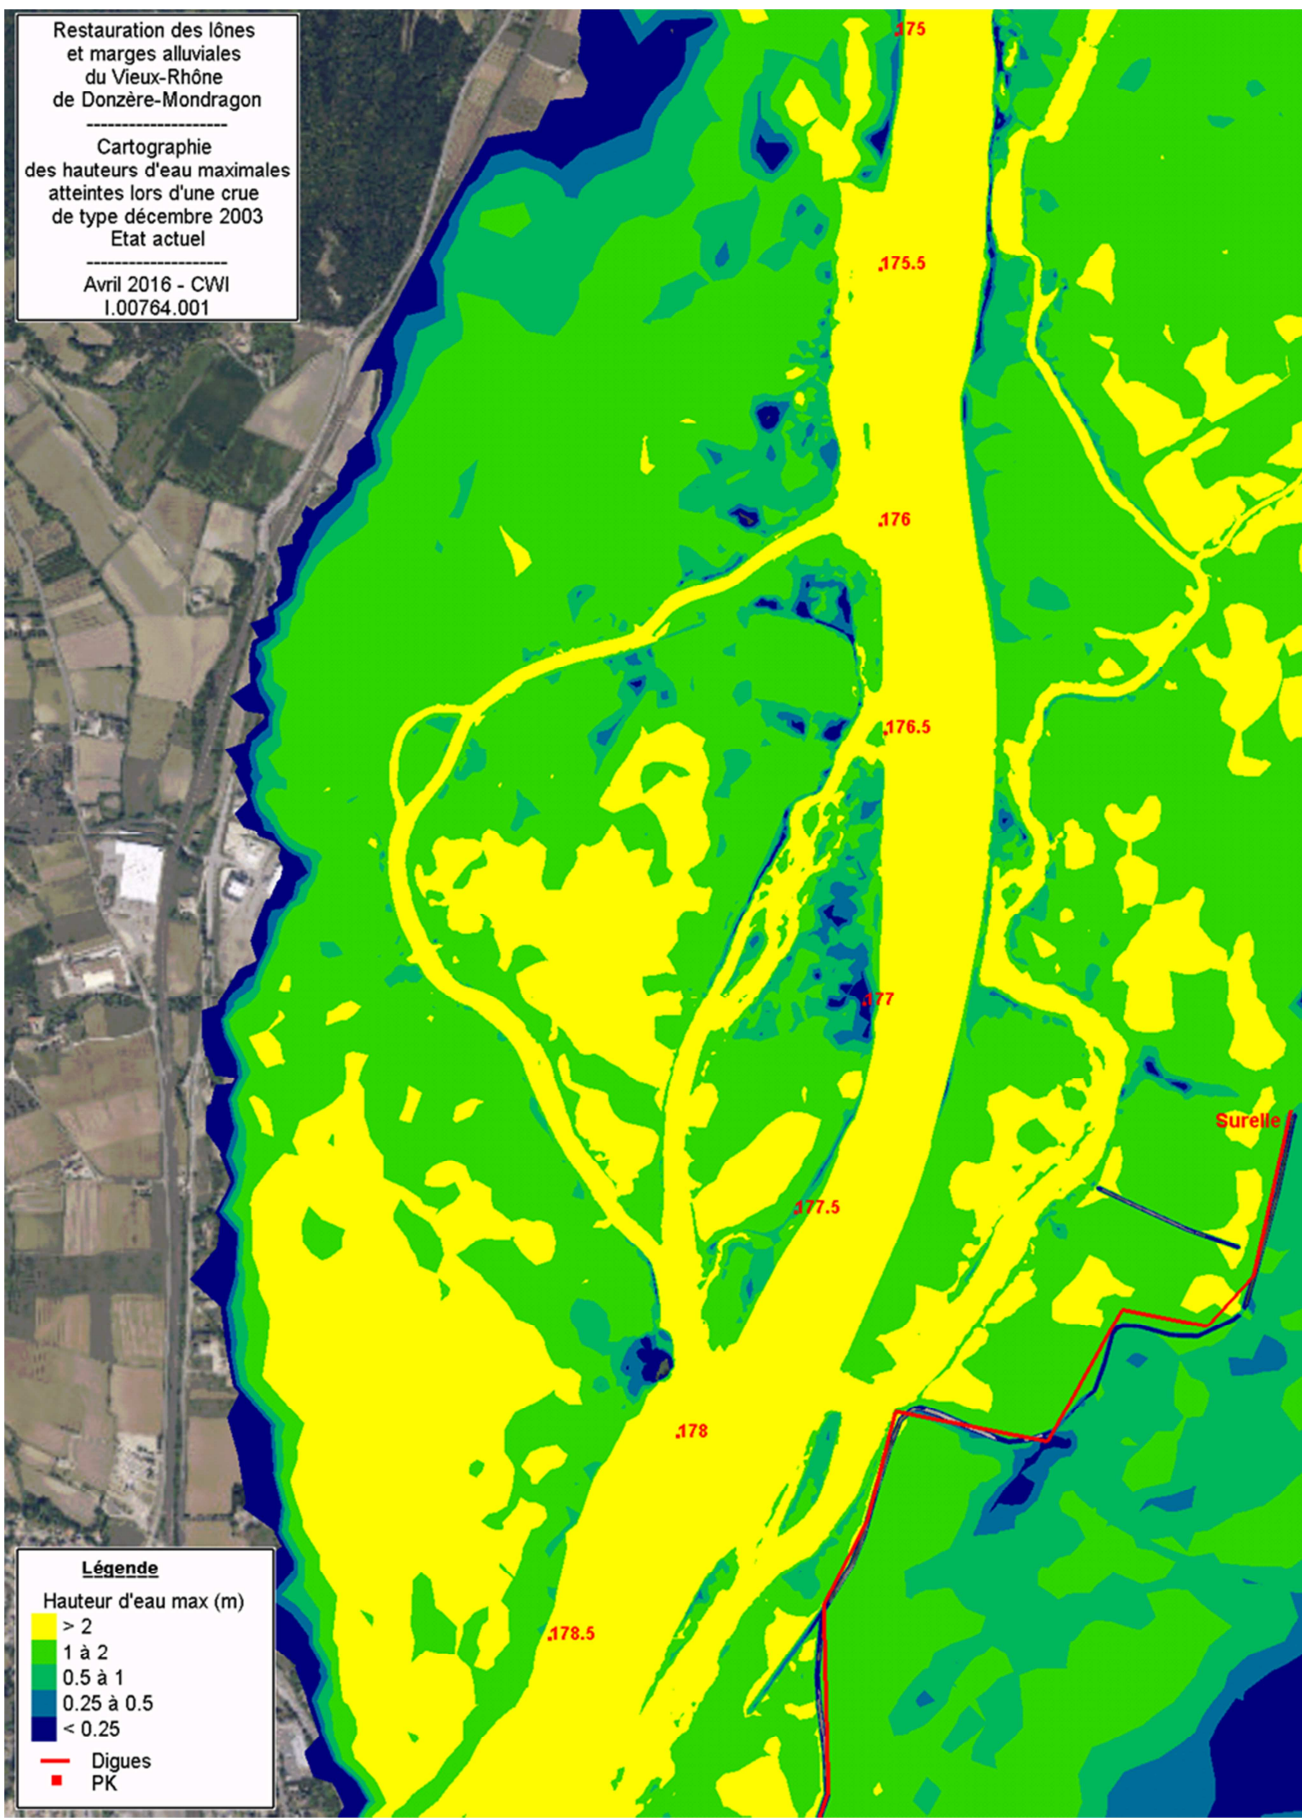 Restauration des lônes
et marges alluviales
du Vieux-Rhône
de Donzère-Mondragon
--------------------
Cartographie
des hauteurs d'eau maximales
atteintes lors d'une crue
de type décembre 2003
Etat actuel
--------------------
Avril 2016 - CWI
I.00764.001
175
175.5
176
176.5
177
Surelle
177.5
178
178.5
Légende
Hauteur d'eau max (m)
> 2
1 à 2
0.5 à 1
0.25 à 0.5
< 0.25
Digues
PK